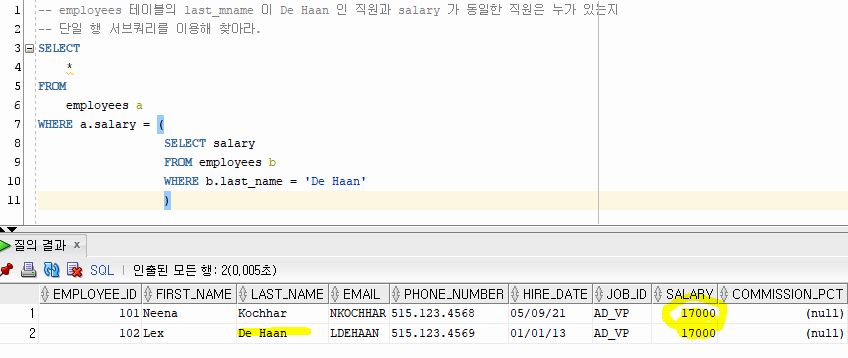 1 -- employees 테이블의 last_mname 이 De Haan 인 직원과 salary 가 동일한 직원은 누가 있는지
2 -- 단일 행 서브쿼리를 이용해 찾아라.
3 SELECT
4 *
5 FROM
6 employees a
7 WHERE a.salary = (
8 SELECT salary
9 FROM employees b
10 WHERE b.last_name = 'De Haan'
11 )
질의 결과 x
SQL | 인출된 모든 행: 2(0,005초)
EMPLOYEE_ID FIRST_NAME LAST_NAME EMAIL PHONE_NUMBER HIRE_DATE JOB_ID SALARY COMMISSION_PCT
1 101 Neena Kochhar NKOCHHAR 515.123.4568 05/09/21 AD_VP 17000 (null)
2 102 Lex De Haan LDEHAAN 515.123.4569 01/01/13 AD_VP 17000 (null)